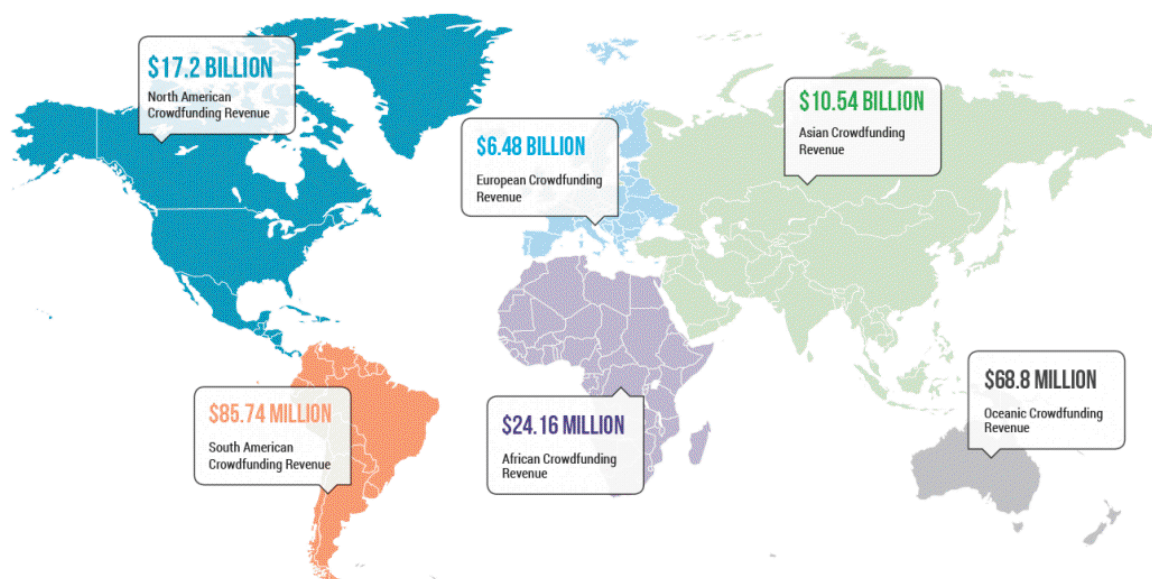 $17.2 BILLION
North American
Crowdfunding Revenue
$6.48 BILLION
European Crowdfunding
Revenue
$10.54 BILLION
Asian Crowdfunding
Revenue
$85.74 MILLION
South American
Crowdfunding Revenue
$24.16 MILLION
African Crowdfunding
Revenue
$68.8 MILLION
Oceanic Crowdfunding
Revenue